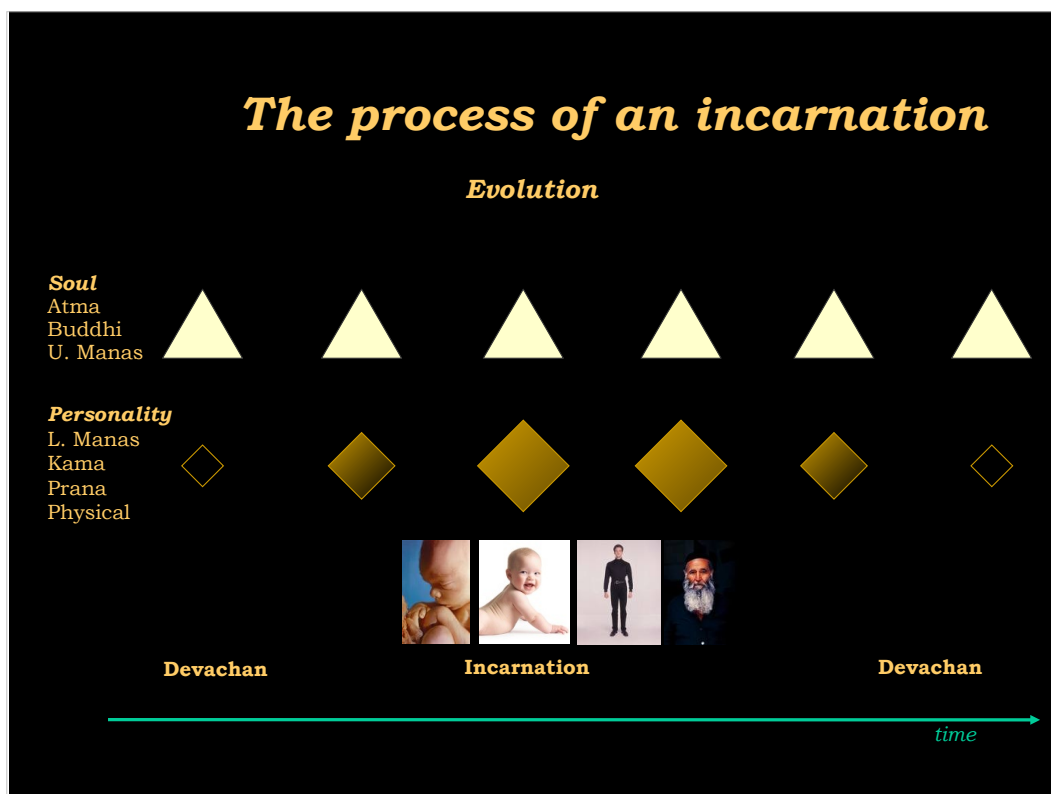 The process of an incarnation
Evolution
Soul
Atma
Buddhi
U. Manas
Personality
L. Manas
Kama
Prana
Physical
Devachan
Incarnation
Devachan
time